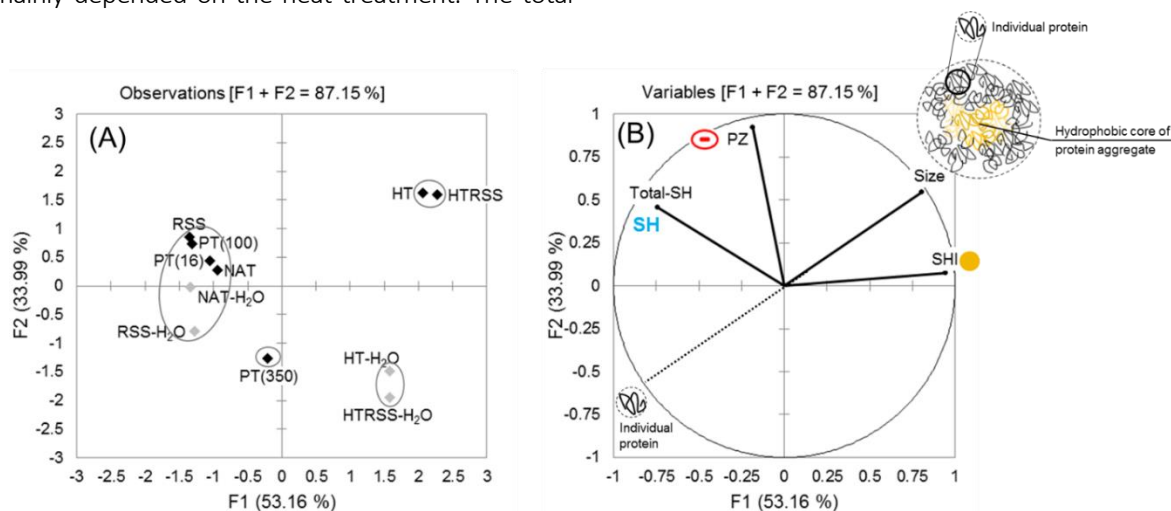 mainly depended on the heat treatment. The total
Individual protein
Hydrophobic core of
protein aggregate
Observations [F1 + F2 = 87.15 %]
(A)
3
2.5
2
1.5
1
0.5
0
-0.5
-1
-1.5
-2
-2.5
-3
F2 (33.99 %)
HT
HTRSS
RSS
PT(100)
PT(16)
NAT
NAT-H₂O
RSS-H₂O
PT(350)
HT-H₂O
HTRSS-H₂O
-3 -2.5 -2 -1.5 -1 -0.5 0 0.5 1 1.5 2 2.5 3
F1 (53.16 %)
Variables [F1 + F2 = 87.15 %]
(B)
1
0.75
0.5
0.25
0
-0.25
-0.5
-0.75
-1
F2 (33.99 %)
- PZ
Size
Total-SH
SH
SHI
Individual
protein
-1 -0.75 -0.5 -0.25 0 0.25 0.5 0.75 1
F1 (53.16 %)